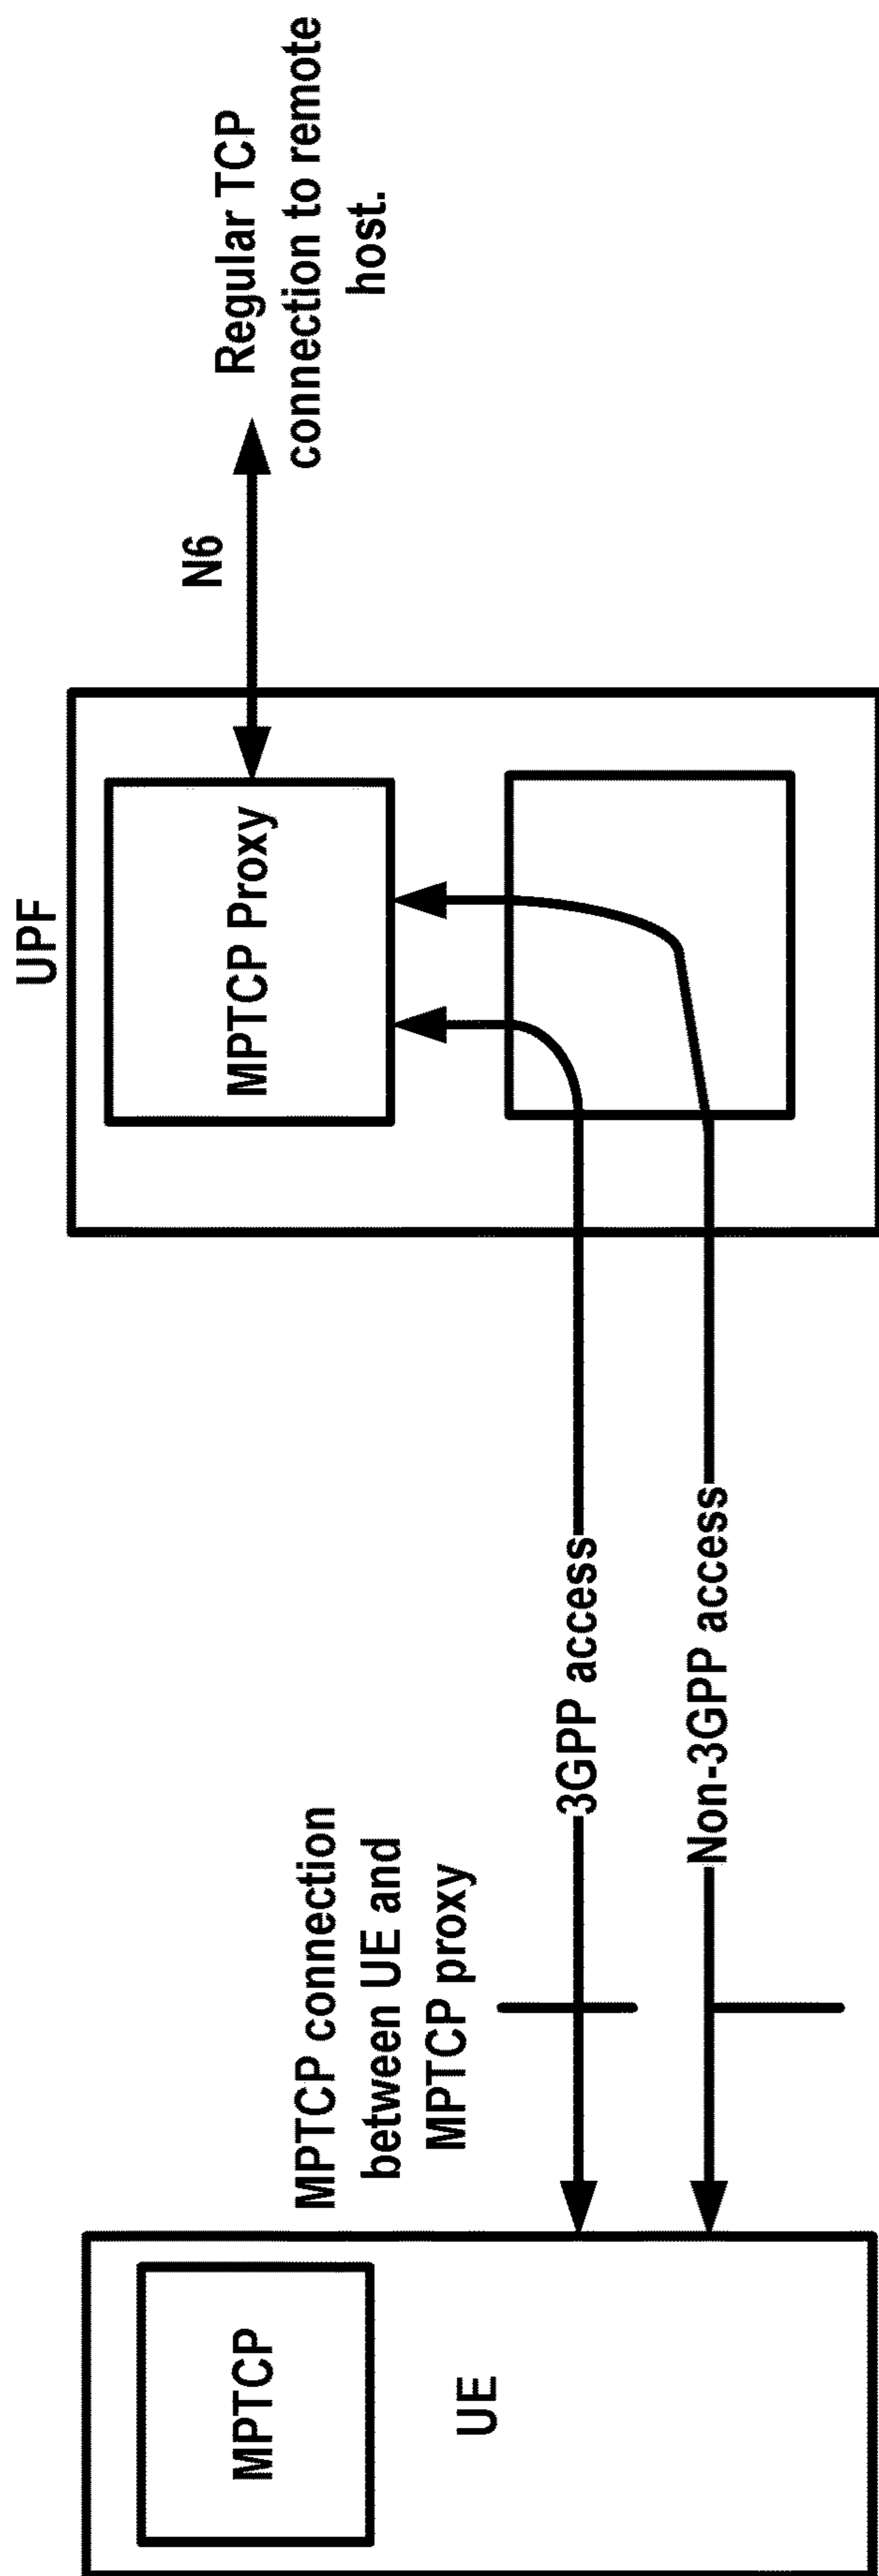 MPTCP
UE
MPTCP connection
between UE and
MPTCP proxy
3GPP access
Non-3GPP access
UPF
MPTCP Proxy
N6
Regular TCP
connection to remote
host.